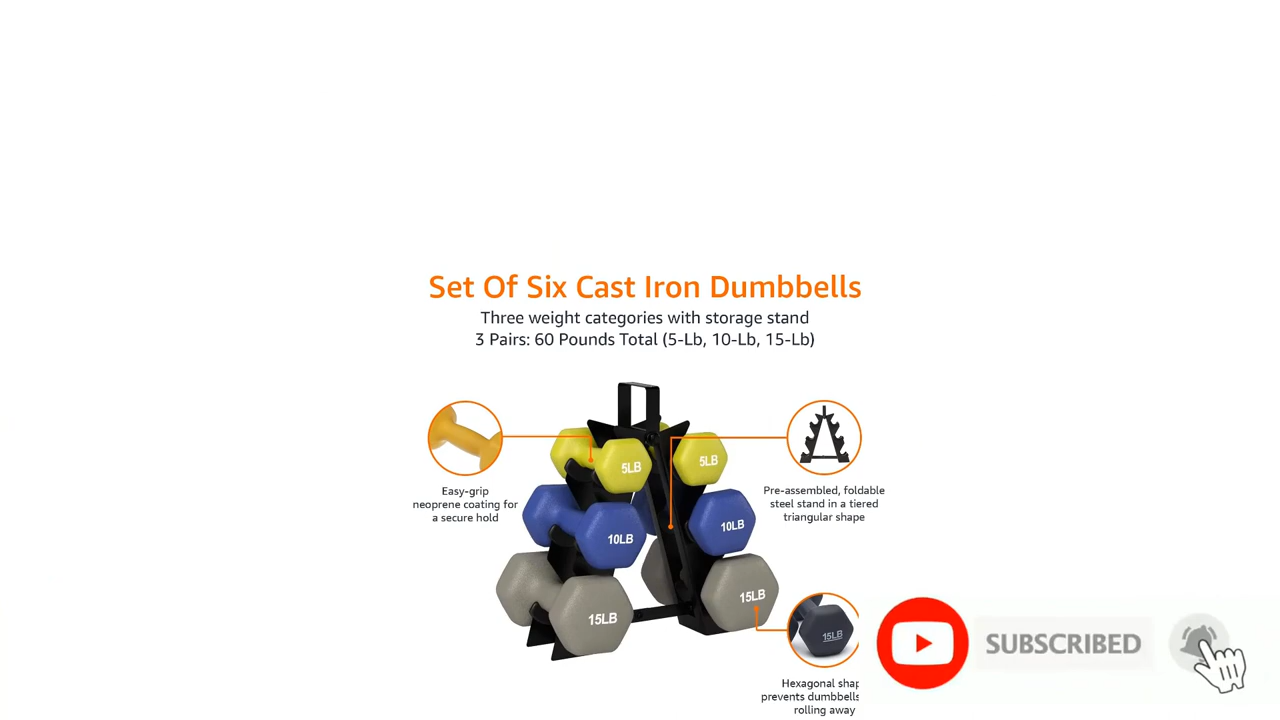 Set Of Six Cast Iron Dumbbells
Three weight categories with storage stand
3 Pairs: 60 Pounds Total (5-Lb, 10-Lb, 15-Lb)
5LB
5LB
Easy-grip
neoprene coating for
a secure hold
Pre-assembled, foldable
steel stand in a tiered
triangular shape
10LB
10LB
15LB
15LB
15LB
SUBSCRIBED
Hexagonal shap
prevents dumbbells
rolling away